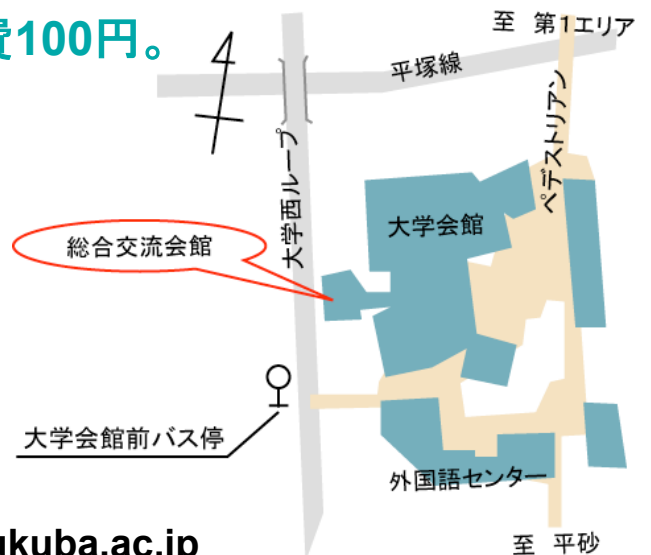 費100円。
至 第1エリア
平塚線
ペデストリアン
大学西ループ
大学会館
総合交流会館
大学会館前バス停
外国語センター
ukuba.ac.jp
至 平砂